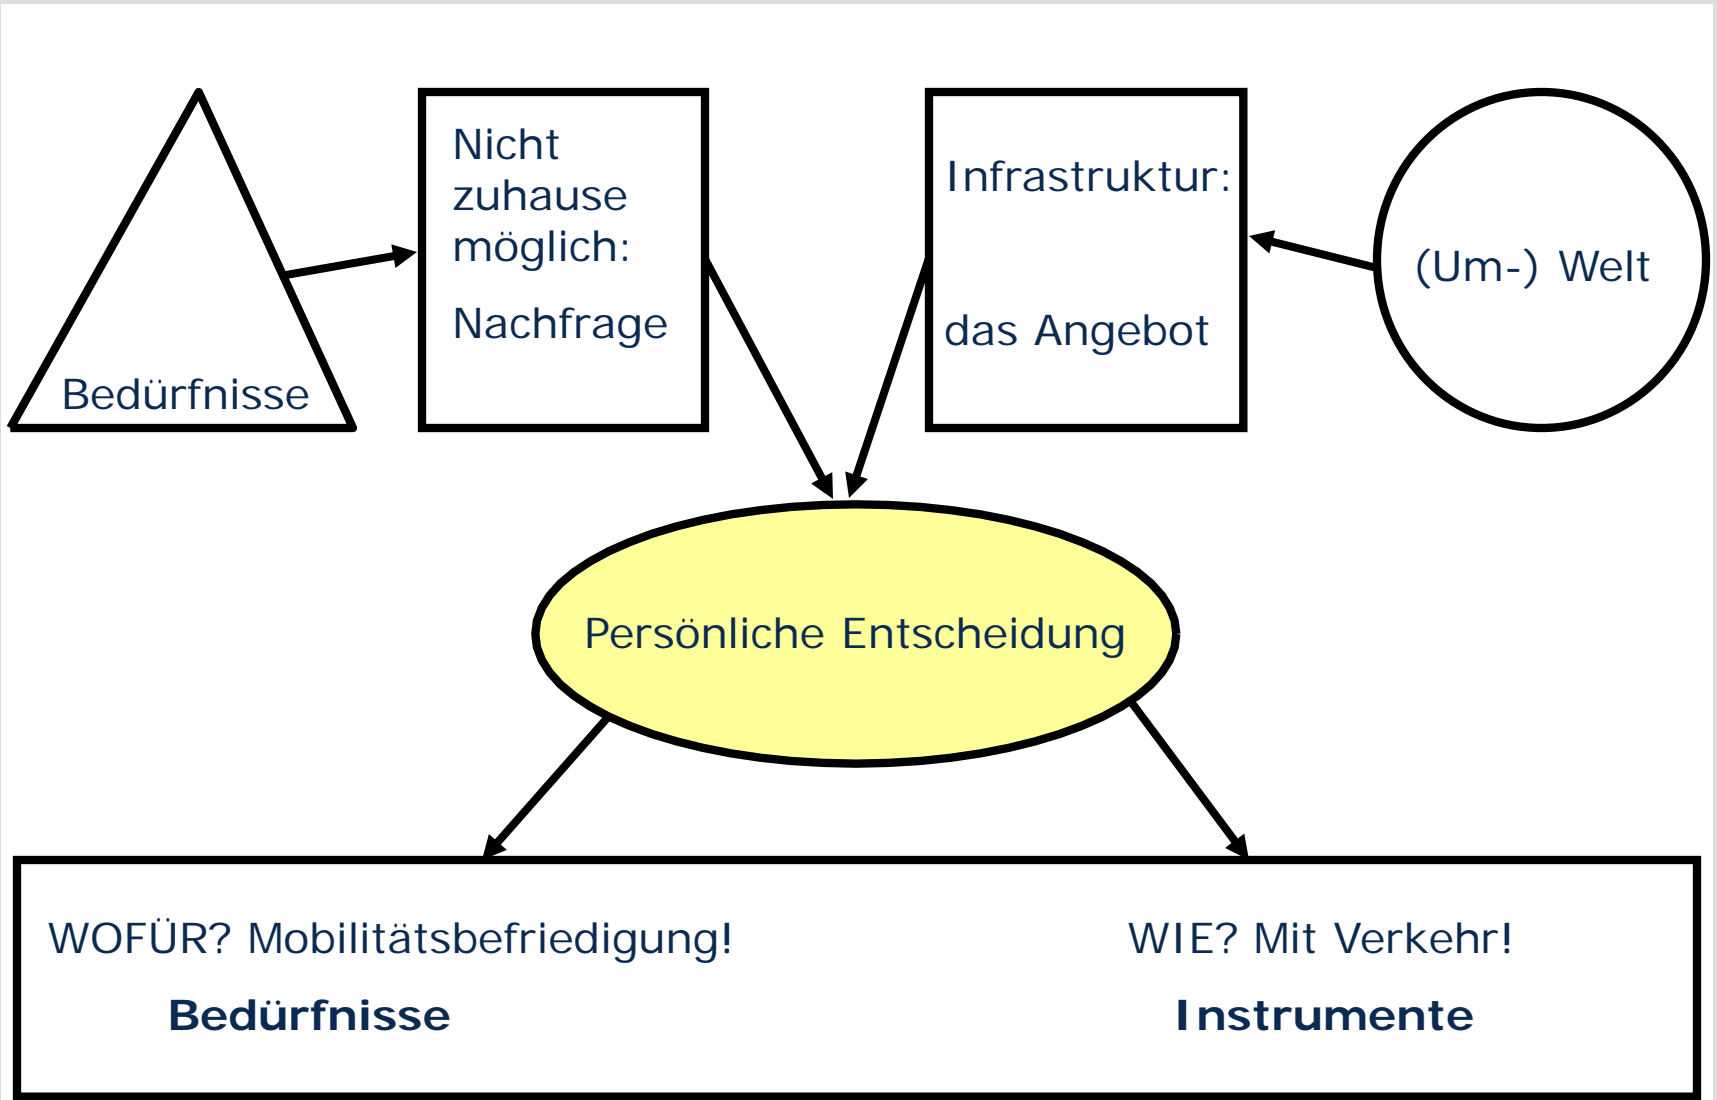 Bedürfnisse
Nicht
zuhause
möglich:
Nachfrage
Infrastruktur:
das Angebot
(Um-) Welt
Persönliche Entscheidung
WOFÜR? Mobilitätsbefriedigung!
Bedürfnisse
WIE? Mit Verkehr!
Instrumente